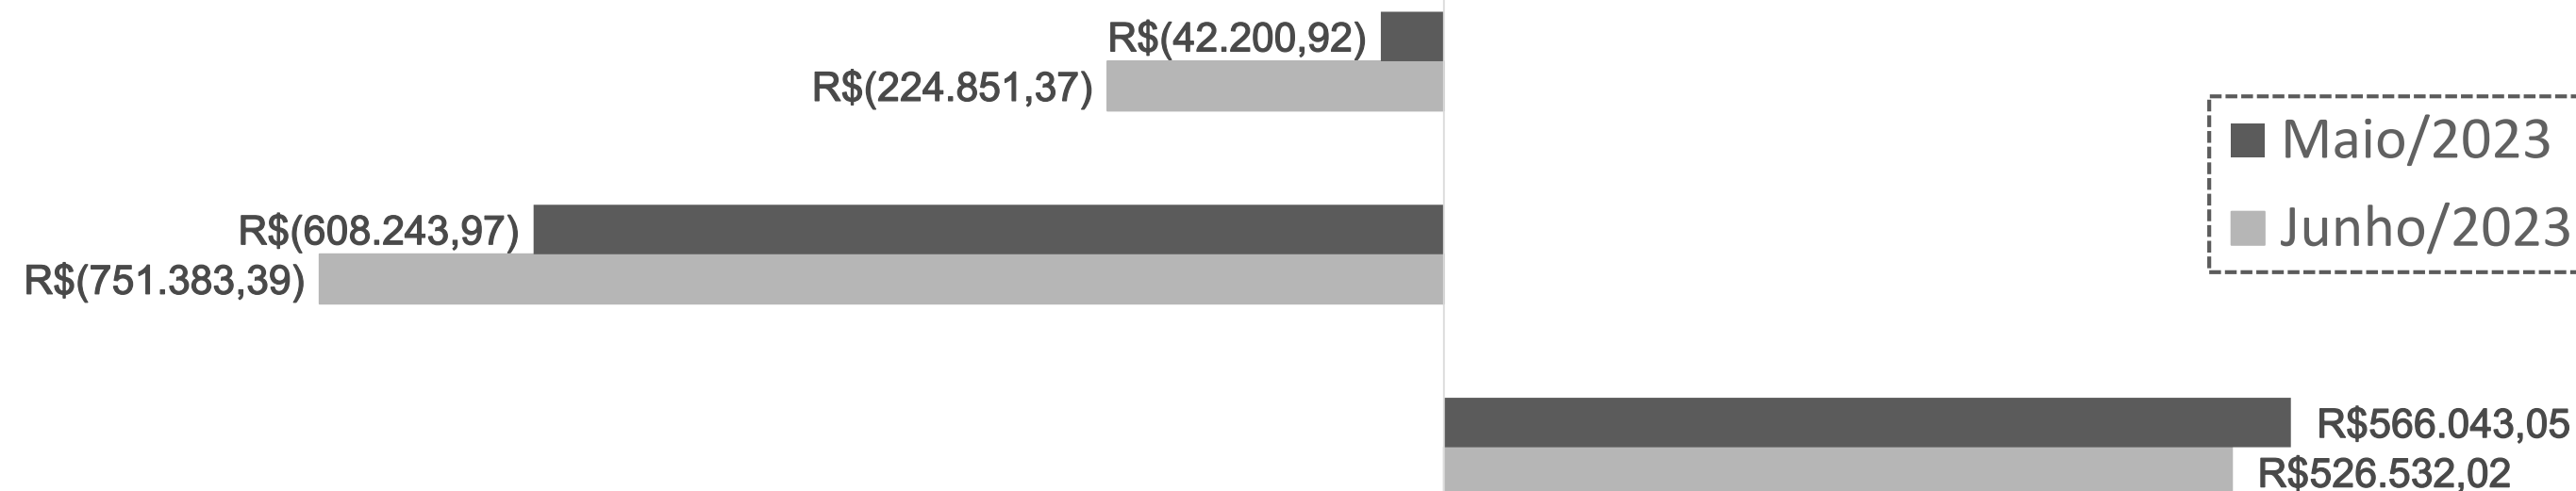 R$(42.200,92)
R$(224.851,37)
Maio/2023
Junho/2023
R$(608.243,97)
R$(751.383,39)
R$566.043,05
R$526.532,02